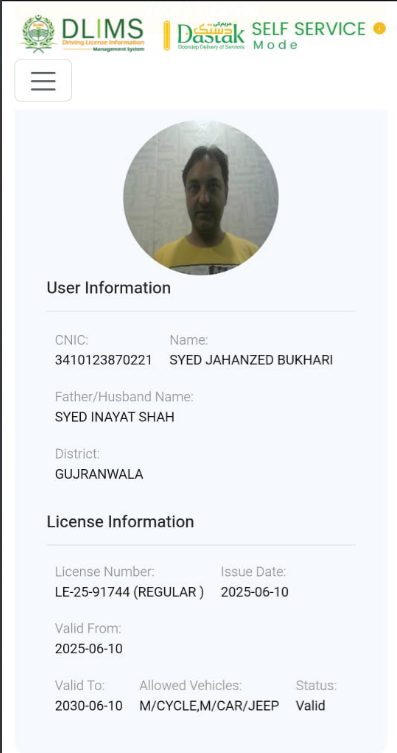 DLIMS
Driving License Information
Management System
مریم کی
دستک
Dastak
Doorstep Delivery of Services
SELF SERVICE
Mode
User Information
CNIC: Name:
3410123870221 SYED JAHANZED BUKHARI
Father/Husband Name:
SYED INAYAT SHAH
District:
GUJRANWALA
License Information
License Number: Issue Date:
LE-25-91744 (REGULAR ) 2025-06-10
Valid From:
2025-06-10
Valid To: Allowed Vehicles: Status:
2030-06-10 M/CYCLE,M/CAR/JEEP Valid